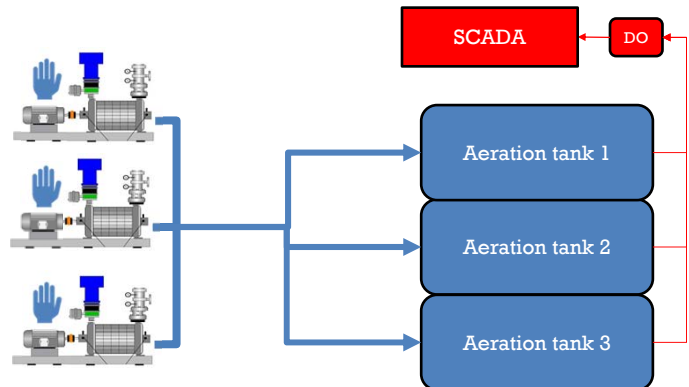 SCADA
DO
Aeration tank 1
Aeration tank 2
Aeration tank 3